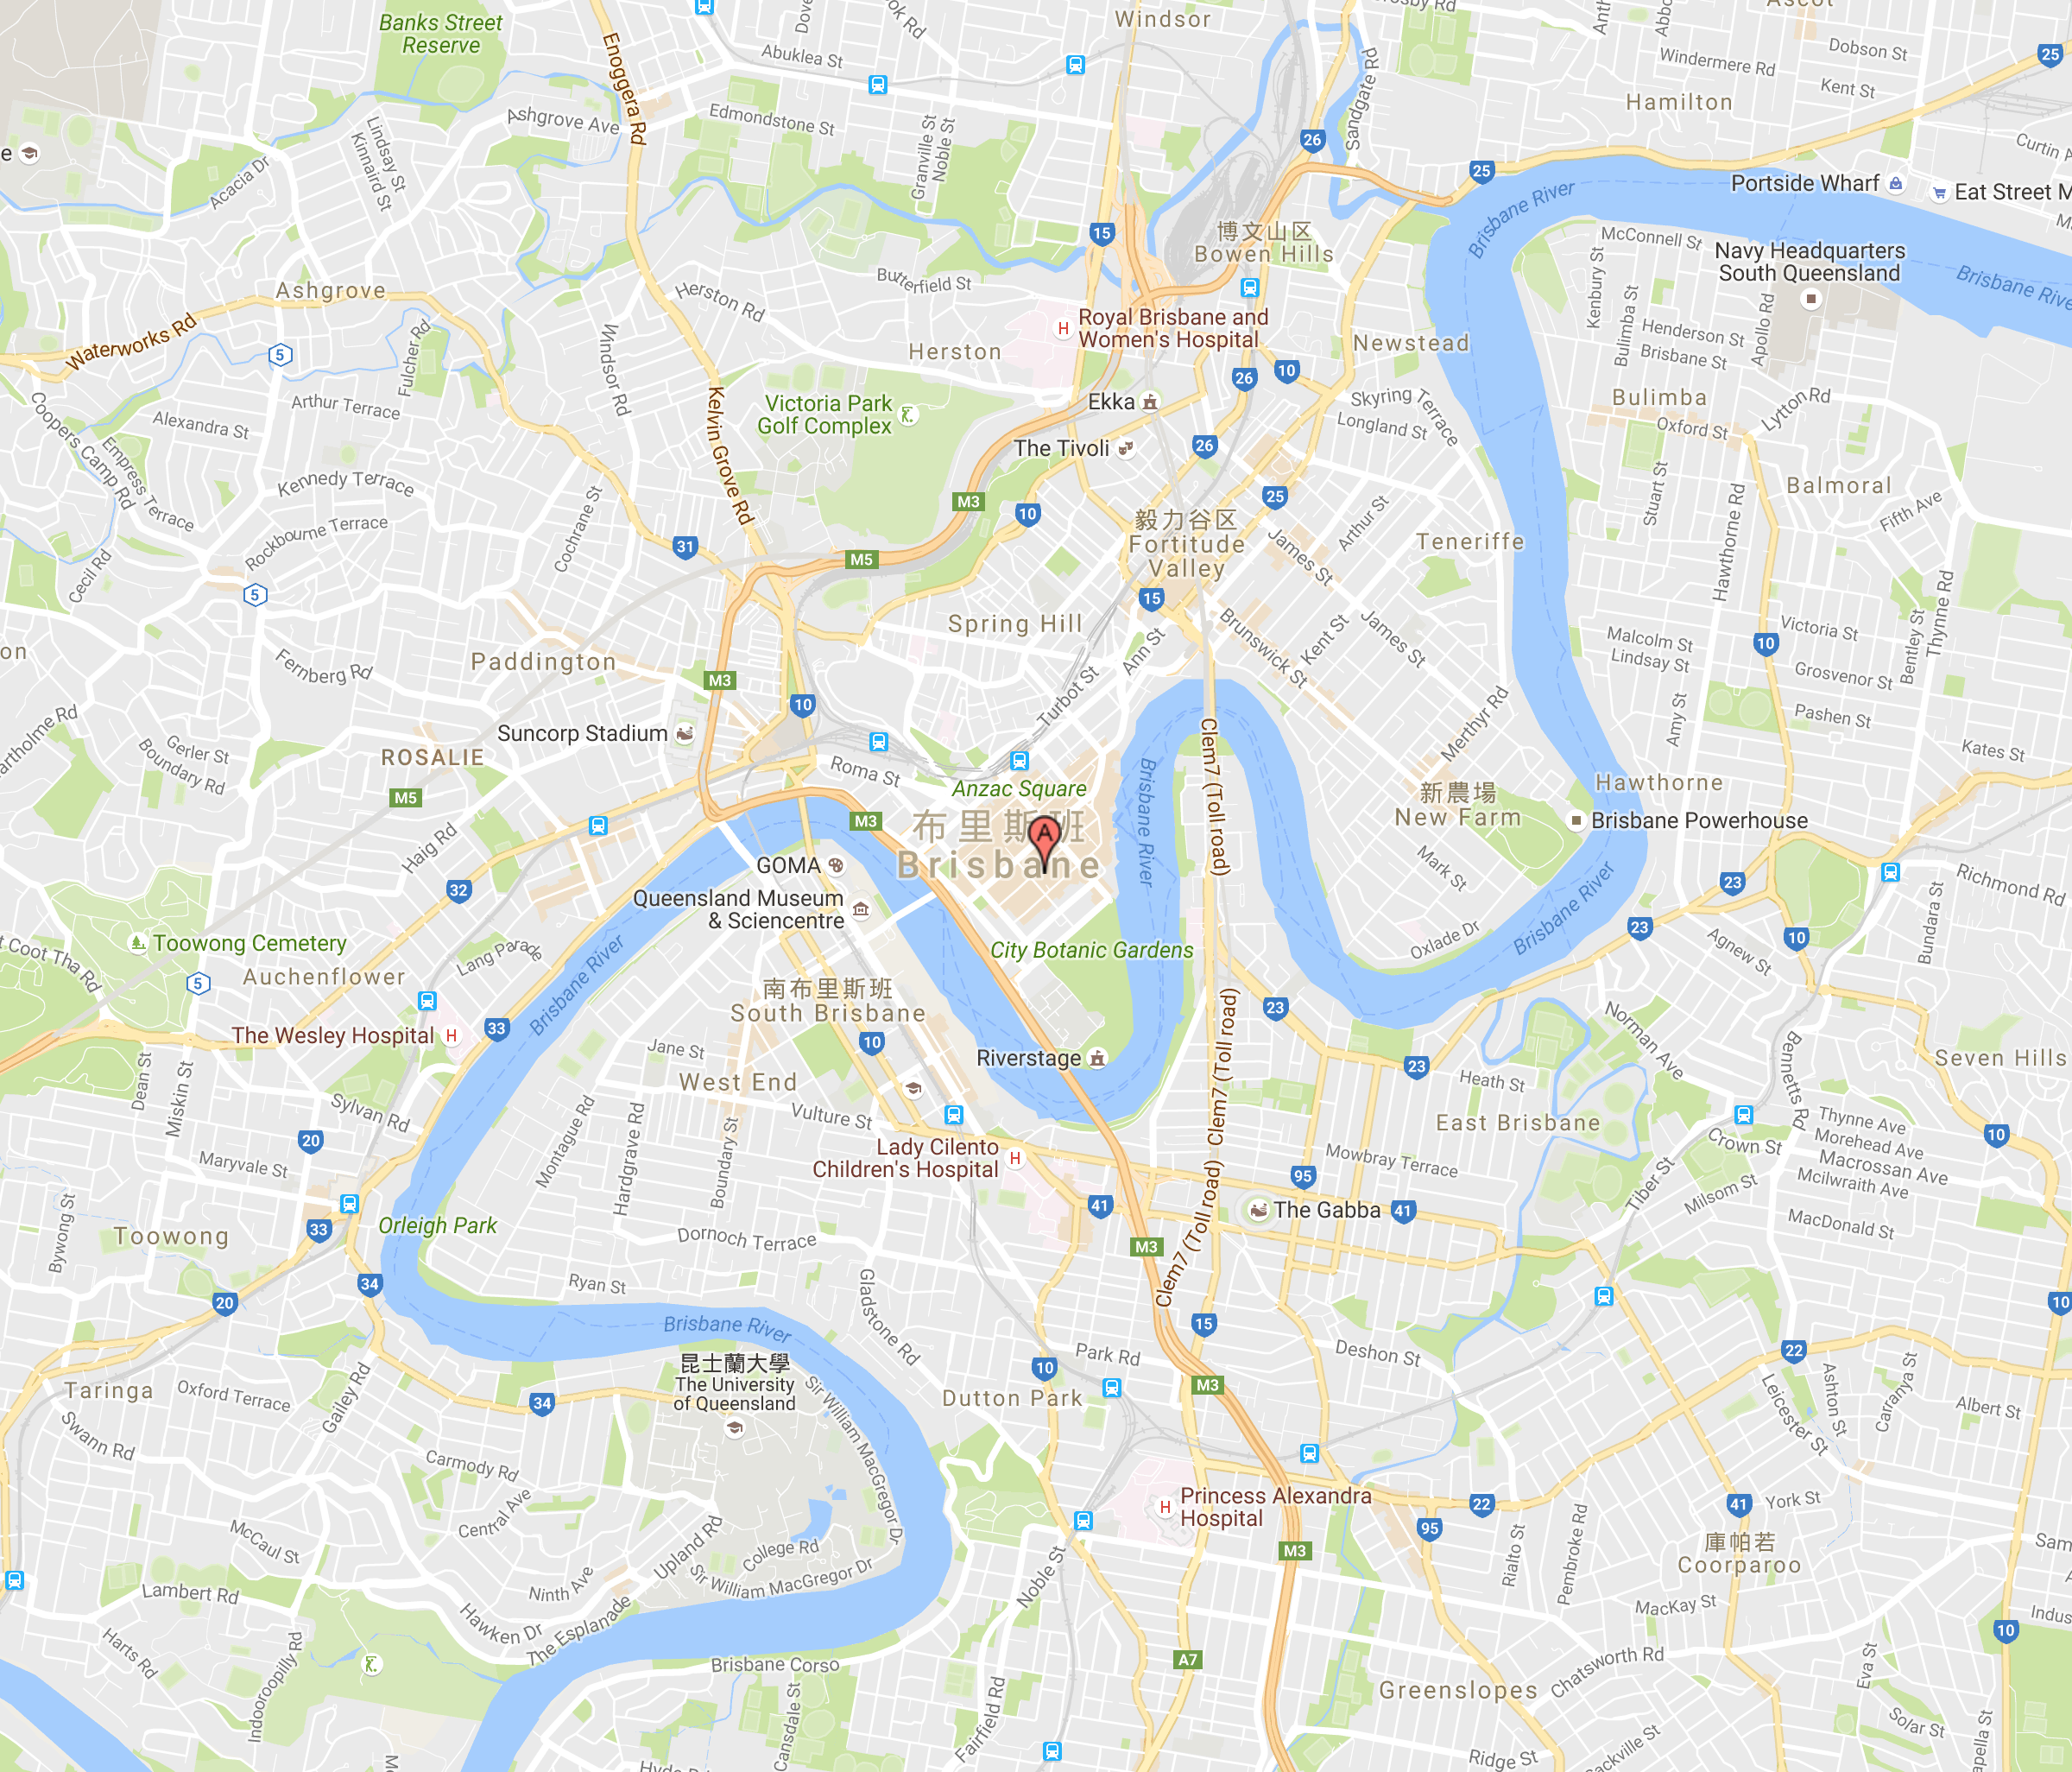 Banks Street
Reserve
Windsor
Enoggera Rd
Abuklea St
Sandgate Rd
Dobson St
Windermere Rd
25
Kent St
Hamilton
Lindsay St
Kinnaird St
Ashgrove Ave
Edmondstone St
Granville St
Noble St
26
Acacia Dr
25
Portside Wharf
Eat Street M
Brisbane River
15
博文山区
Bowen Hills
McConnell St
Navy Headquarters
South Queensland
Brisbane Rive
Ashgrove
Butterfield St
Herston Rd
Kenbury St
Bulimba St
Apollo Rd
Waterworks Rd
5
Fulcher Rd
Windsor Rd
Royal Brisbane and
Women's Hospital
Herston
Newstead
Henderson St
Brisbane St
26
10
Coopers Camp Rd
Arthur Terrace
Alexandra St
Empress Terrace
Kelvin Grove Rd
Victoria Park
Golf Complex
Ekka
The Tivoli
Skyring Terrace
Longland St
26
Bulimba
Oxford St
Lytton Rd
Kennedy Terrace
Rockbourne Terrace
Cochrane St
M3
10
25
Arthur St
Stuart St
Hawthorne Rd
Balmoral
Fifth Ave
毅力谷区
Fortitude
Valley
James St
Teneriffe
31
M5
Cecil Rd
5
15
Thynne Rd
Bentley St
Spring Hill
Ann St
Brunswick St
Kent St
James St
Malcolm St
Lindsay St
10
Victoria St
Grosvenor St
Fernberg Rd
Paddington
M3
10
Turbot St
Merthyr Rd
Amy St
Pashen St
Kates St
artholme Rd
Gerler St
Boundary Rd
ROSALIE
Suncorp Stadium
Roma St
Anzac Square
Brisbane River
Clem7 (Toll road)
新農場
New Farm
Hawthorne
Brisbane Powerhouse
M5
Haig Rd
M3
布里斯班
Brisbane
A
GOMA
Queensland Museum
& Sciencentre
32
Mark St
23
Richmond Rd
Bundara St
Toowong Cemetery
t Coot Tha Rd
Auchenflower
Lang Parade
Brisbane River
City Botanic Gardens
Oxlade Dr
Brisbane River
23
Agnew St
10
5
南布里斯班
South Brisbane
The Wesley Hospital
33
10
Riverstage
Clem7 (Toll road)
23
23
Norman Ave
Bennetts Rd
Seven Hills
Dean St
Miskin St
Jane St
West End
Heath St
Sylvan Rd
20
Montague Rd
Hardgrave Rd
Boundary St
Vulture St
East Brisbane
Thynne Ave
Morehead Ave
Macrossan Ave
Mcilwraith Ave
10
Crown St
Maryvale St
Lady Cilento
Children's Hospital
Clem7 (Toll road)
Mowbray Terrace
95
Tiber St
Milsom St
Bywong St
41
The Gabba
41
MacDonald St
Toowong
33
Orleigh Park
Dornoch Terrace
M3
34
Ryan St
20
Gladstone Rd
15
10
Brisbane River
Park Rd
Deshon St
22
昆士蘭大學
The University
of Queensland
10
Dutton Park
M3
Taringa
Oxford Terrace
Gailey Rd
34
Sir William MacGregor Dr
Leicester St
Ashton St
Carranya St
Albert St
Swann Rd
Carmody Rd
Central Ave
Princess Alexandra
Hospital
22
41
York St
95
McCaul St
Upland Rd
College Rd
Sir William MacGregor Dr
M3
Rialto St
Pembroke Rd
庫帕若
Coorparoo
Sam
Lambert Rd
Ninth Ave
Noble St
MacKay St
Indus
Hawken Dr
The Esplanade
10
Harts Rd
Indooroopilly Rd
Brisbane Corso
A7
Chatsworth Rd
Eva St
Cansdale St
Fairfield Rd
Greenslopes
Solar St
Ridge St
Sackville St